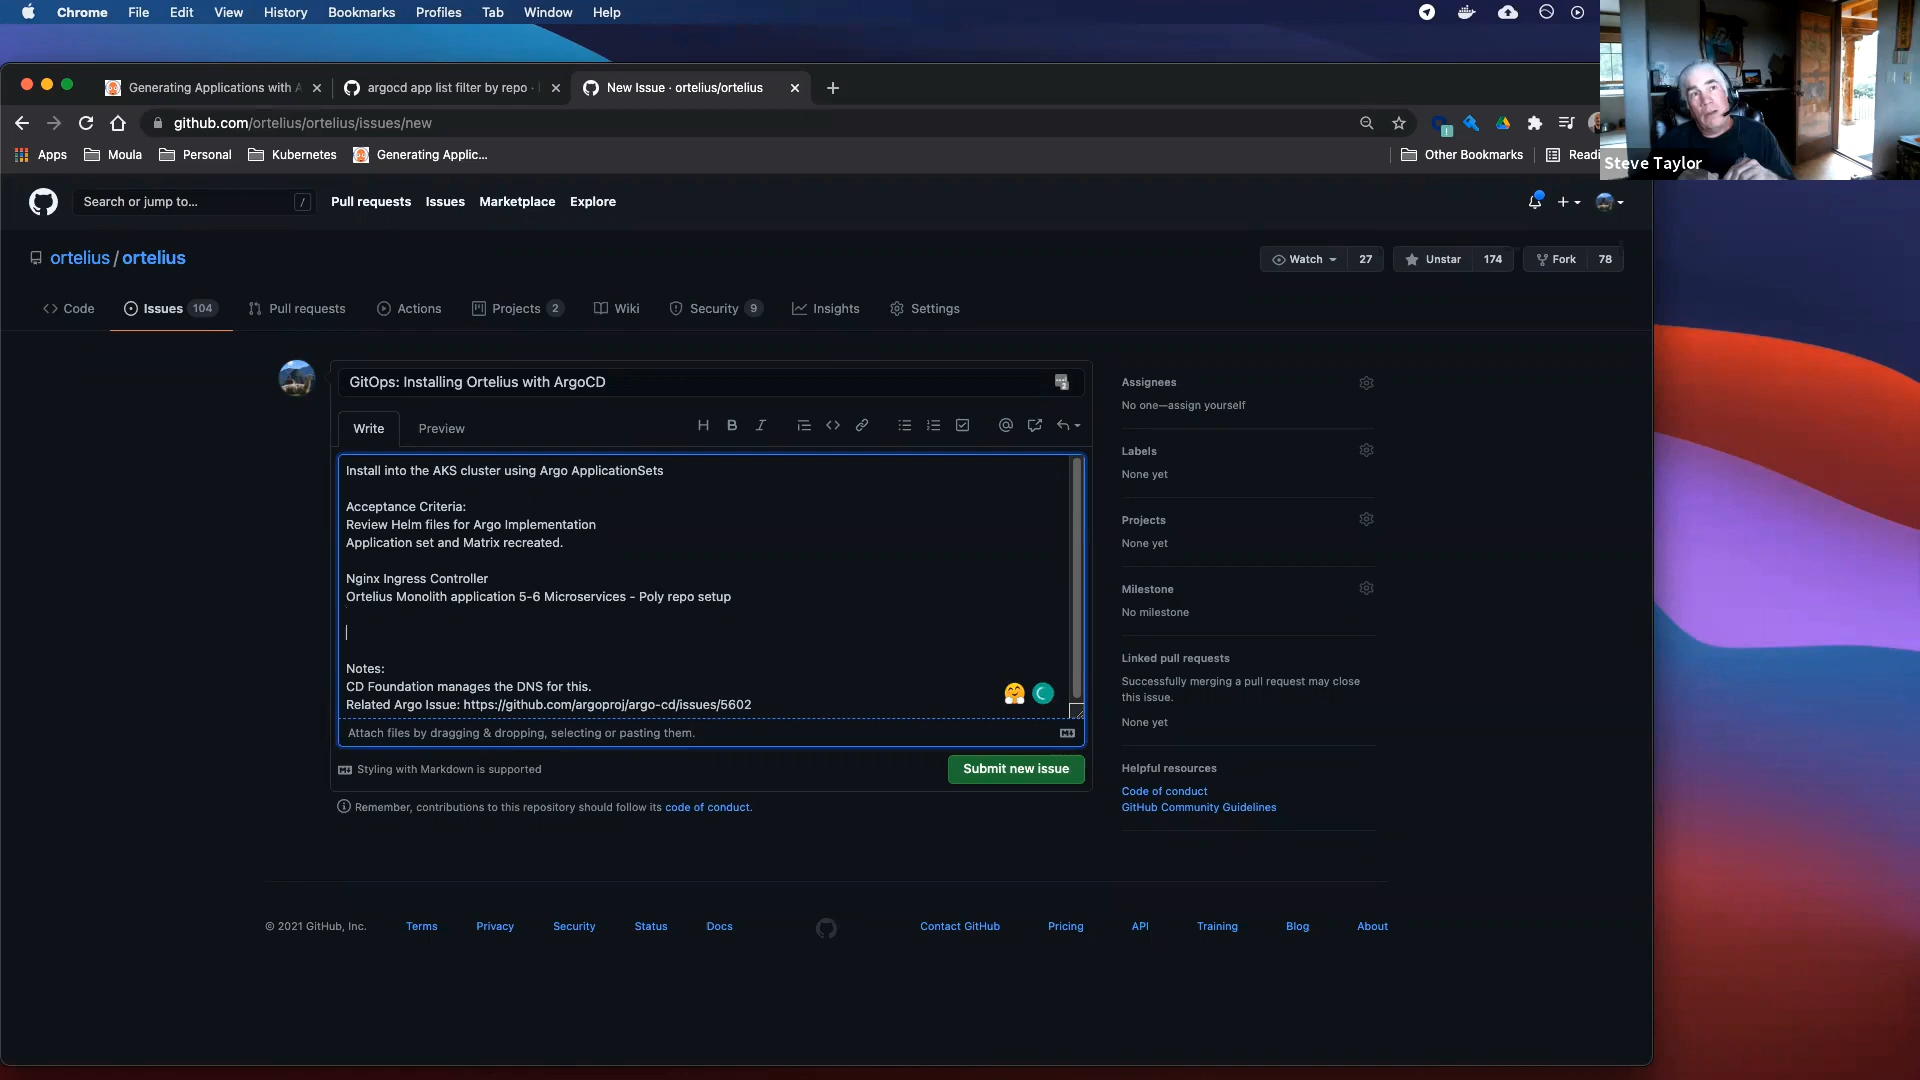 Chrome File Edit View History Bookmarks Profiles Tab Window Help
Generating Applications with A
argocd app list filter by repo ·
New Issue · ortelius/ortelius
github.com/ortelius/ortelius/issues/new
Apps Moula Personal Kubernetes Generating Applic... Other Bookmarks Readi
Steve Taylor
Search or jump to... /
Pull requests Issues Marketplace Explore
ortelius / ortelius
Watch 27 Unstar 174 Fork 78
Code Issues 104 Pull requests Actions Projects 2 Wiki Security 9 Insights Settings
GitOps: Installing Ortelius with ArgoCD
Write Preview
Install into the AKS cluster using Argo ApplicationSets
Acceptance Criteria:
Review Helm files for Argo Implementation
Application set and Matrix recreated.
Nginx Ingress Controller
Ortelius Monolith application 5-6 Microservices - Poly repo setup
Notes:
CD Foundation manages the DNS for this.
Related Argo Issue: https://github.com/argoproj/argo-cd/issues/5602
Attach files by dragging & dropping, selecting or pasting them.
Styling with Markdown is supported
Submit new issue
Remember, contributions to this repository should follow its code of conduct.
Assignees
No one—assign yourself
Labels
None yet
Projects
None yet
Milestone
No milestone
Linked pull requests
Successfully merging a pull request may close
this issue.
None yet
Helpful resources
Code of conduct
GitHub Community Guidelines
© 2021 GitHub, Inc. Terms Privacy Security Status Docs Contact GitHub Pricing API Training Blog About